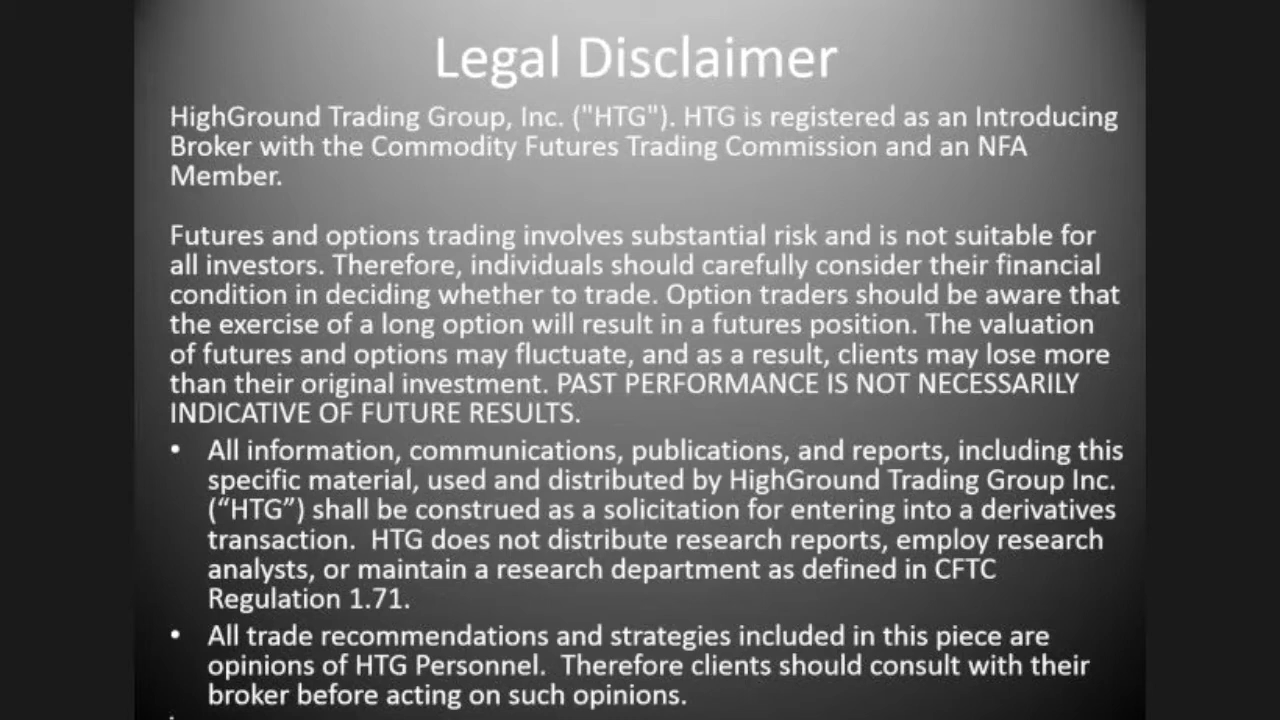 Legal Disclaimer
HighGround Trading Group, Inc. ("HTG"). HTG is registered as an Introducing
Broker with the Commodity Futures Trading Commission and an NFA
Member.
Futures and options trading involves substantial risk and is not suitable for
all investors. Therefore, individuals should carefully consider their financial
condition in deciding whether to trade. Option traders should be aware that
the exercise of a long option will result in a futures position. The valuation
of futures and options may fluctuate, and as a result, clients may lose more
than their original investment. PAST PERFORMANCE IS NOT NECESSARILY
INDICATIVE OF FUTURE RESULTS.
• All information, communications, publications, and reports, including this
specific material, used and distributed by HighGround Trading Group Inc.
(“HTG”) shall be construed as a solicitation for entering into a derivatives
transaction.  HTG does not distribute research reports, employ research
analysts, or maintain a research department as defined in CFTC
Regulation 1.71.
• All trade recommendations and strategies included in this piece are
opinions of HTG Personnel.  Therefore clients should consult with their
broker before acting on such opinions.